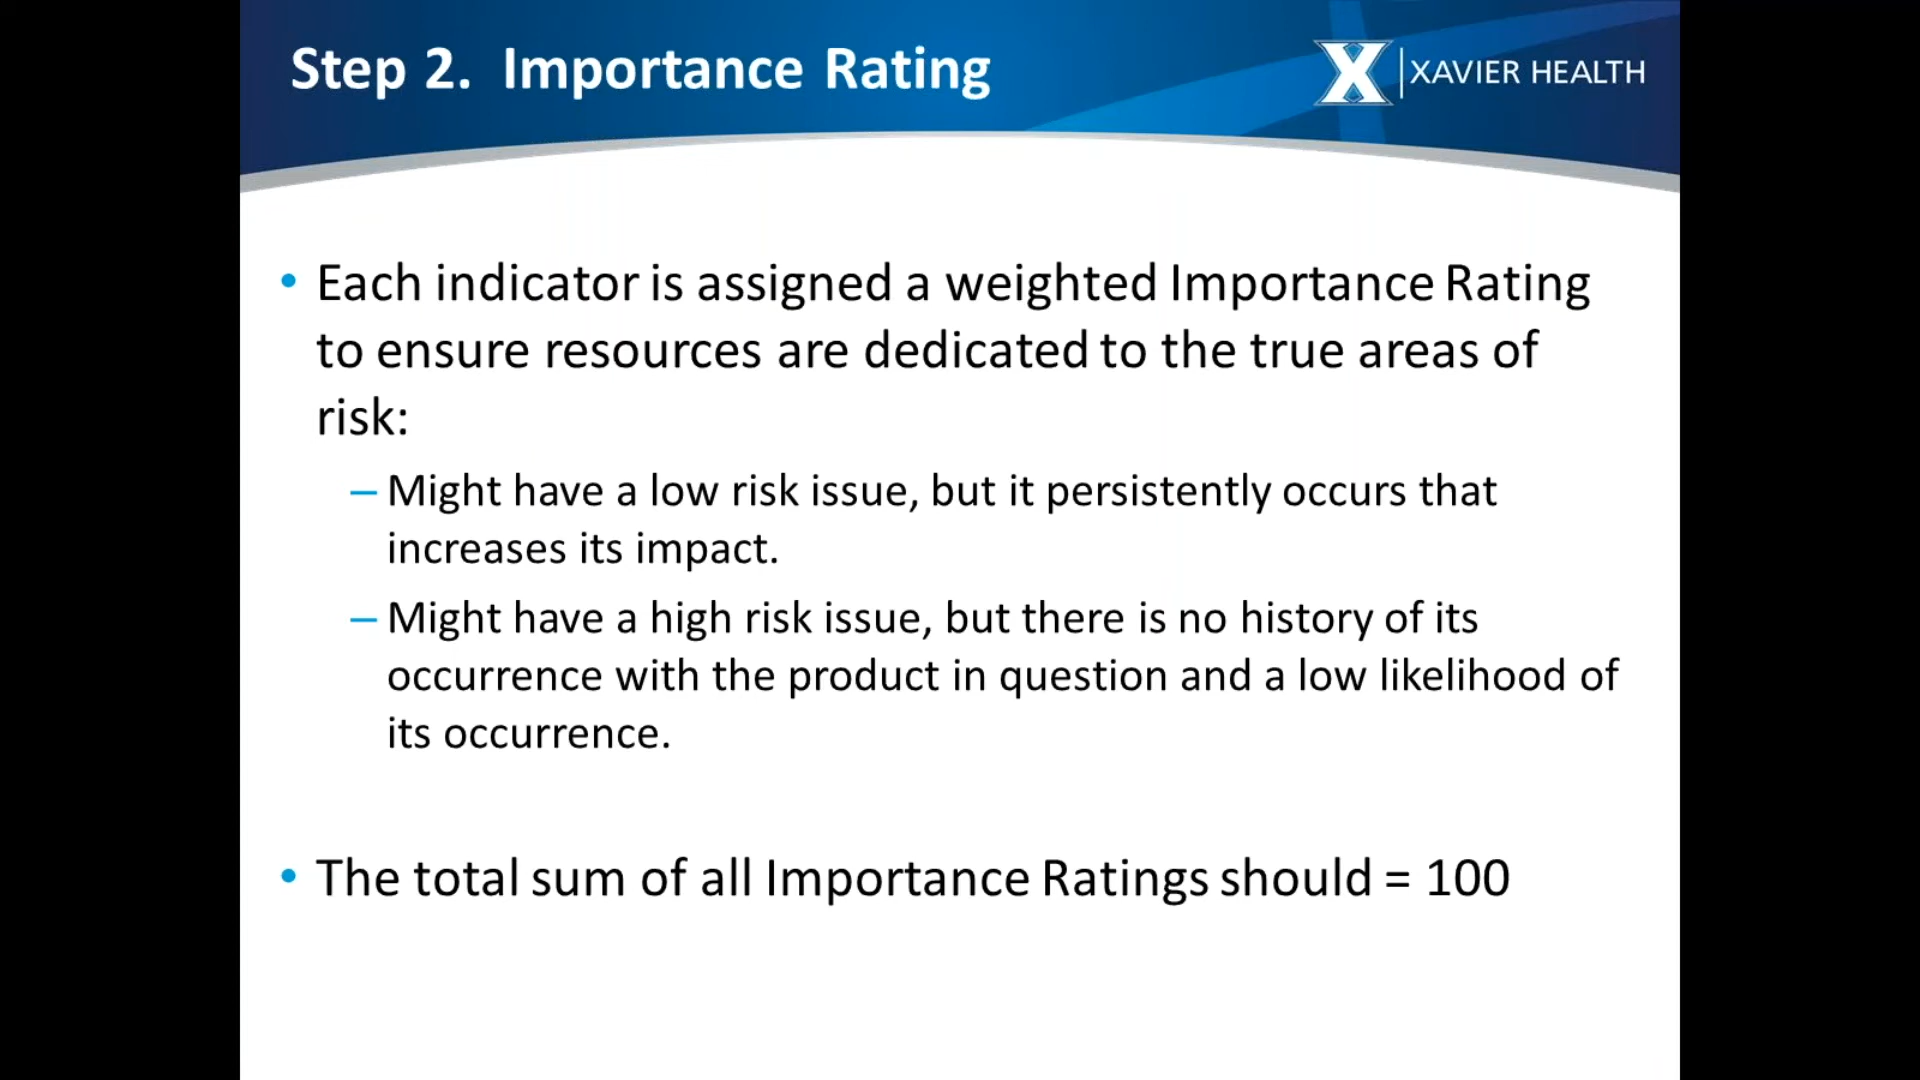 Step 2. Importance Rating
X XAVIER HEALTH
• Each indicator is assigned a weighted Importance Rating
to ensure resources are dedicated to the true areas of
risk:
– Might have a low risk issue, but it persistently occurs that
increases its impact.
– Might have a high risk issue, but there is no history of its
occurrence with the product in question and a low likelihood of
its occurrence.
• The total sum of all Importance Ratings should = 100